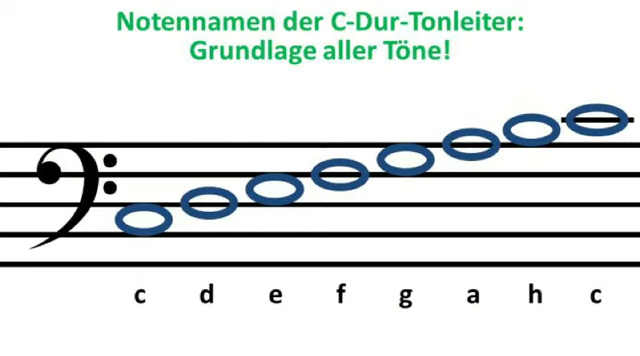 Notennamen der C-Dur-Tonleiter:
Grundlage aller Töne!
c d e f g a h c